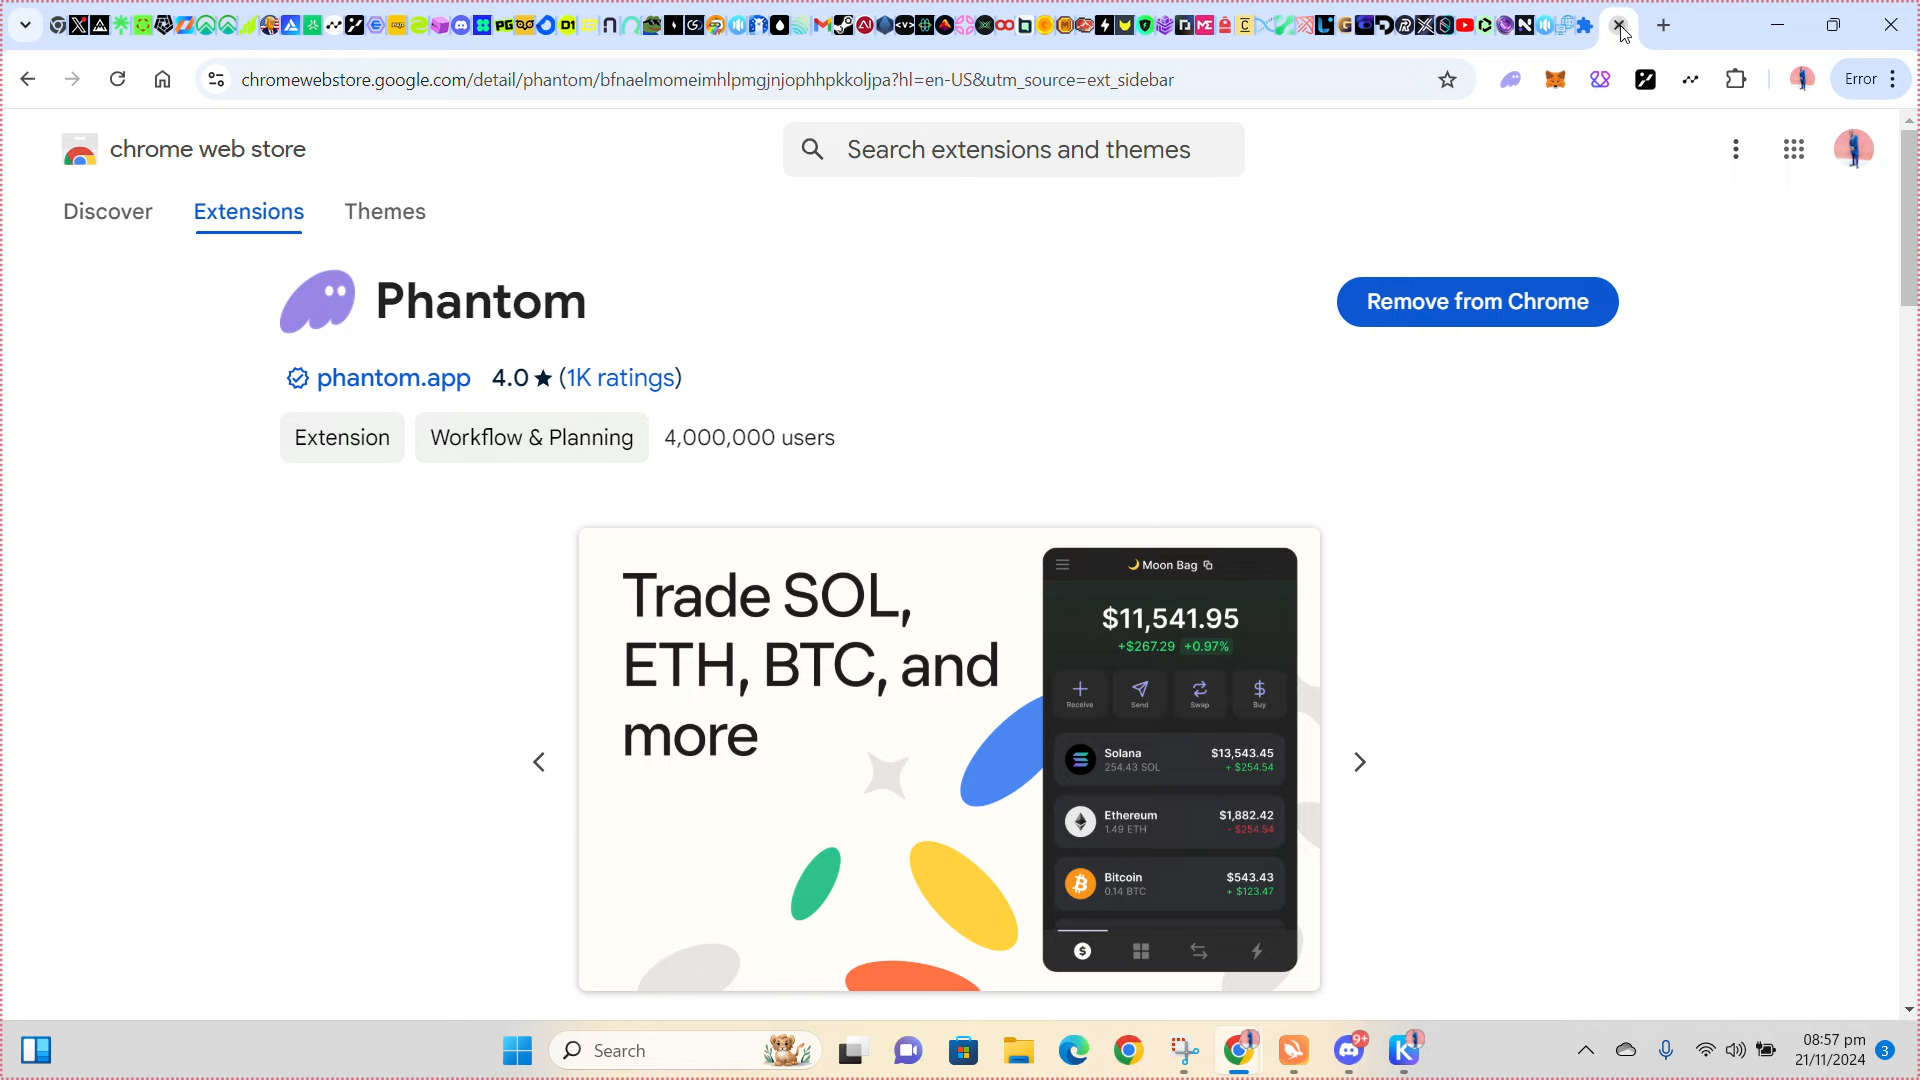 chromewebstore.google.com/detail/phantom/bfnaelmomeimhlpmgjnjophhpkkoljpa?hl=en-US&utm_source=ext_sidebar
Error
chrome web store
Search extensions and themes
Discover
Extensions
Themes
Phantom
Remove from Chrome
phantom.app 4.0 ★ (1K ratings)
Extension
Workflow & Planning
4,000,000 users
Trade SOL,
ETH, BTC, and
more
🌙 Moon Bag
$11,541.95
+$267.29 +0.97%
Receive
Send
Swap
Buy
Solana $13,543.45
254.43 SOL + $254.54
Ethereum $1,882.42
1.49 ETH - $254.54
Bitcoin $543.43
0.14 BTC + $123.47
Search
9+
08:57 pm
21/11/2024
3